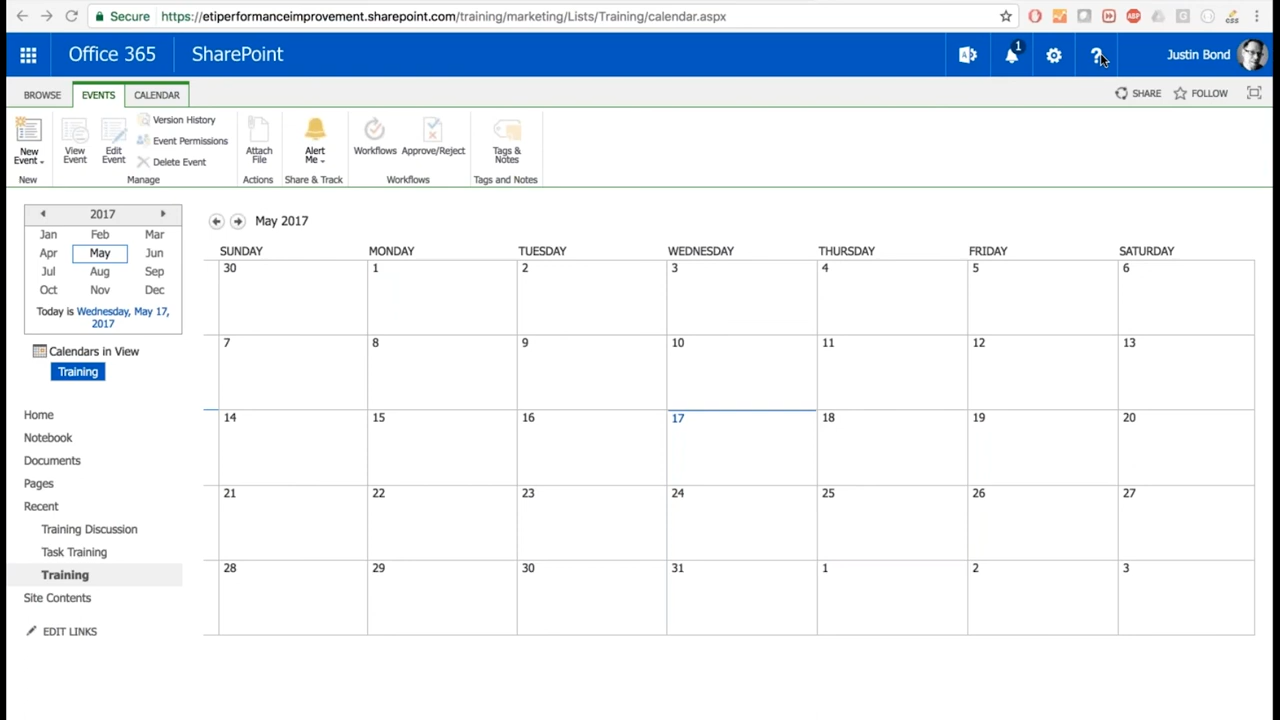 Secure https://etiperformanceimprovement.sharepoint.com/training/marketing/Lists/Training/calendar.aspx
ABP
css
Office 365 SharePoint
1
?
Justin Bond
BROWSE EVENTS CALENDAR
SHARE FOLLOW
New
Event
View
Event
Edit
Event
Version History
Event Permissions
Delete Event
Attach
File
Alert
Me
Workflows
Approve/Reject
Tags &
Notes
New Manage Actions Share & Track Workflows Tags and Notes
2017
Jan Feb Mar
Apr May Jun
Jul Aug Sep
Oct Nov Dec
Today is Wednesday, May 17,
2017
Calendars in View
Training
Home
Notebook
Documents
Pages
Recent
Training Discussion
Task Training
Training
Site Contents
EDIT LINKS
May 2017
SUNDAY MONDAY TUESDAY WEDNESDAY THURSDAY FRIDAY SATURDAY
30 1 2 3 4 5 6
7 8 9 10 11 12 13
14 15 16 17 18 19 20
21 22 23 24 25 26 27
28 29 30 31 1 2 3